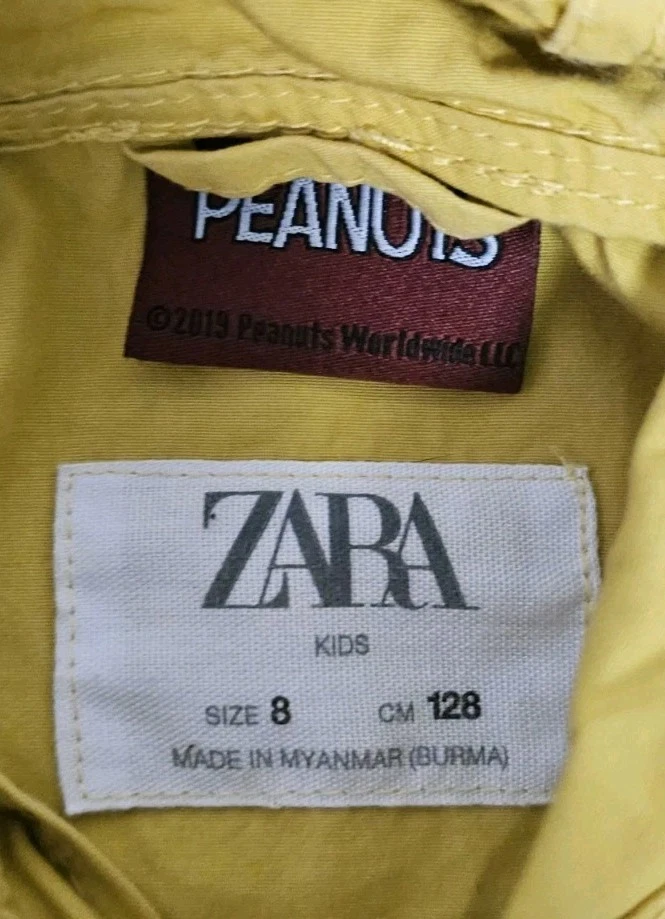 PEANUTS
©2019 Peanuts Worldwide LLC
ZARA
KIDS
SIZE 8 CM 128
MADE IN MYANMAR (BURMA)